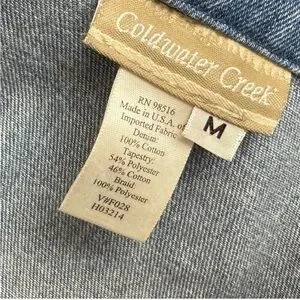 Coldwater Creek
M
RN 98516
Made in U.S.A. of
Imported Fabric
Denim:
100% Cotton
Tapestry:
54% Polyester
46% Cotton
Braid:
100% Polyester
V#F028
H03214